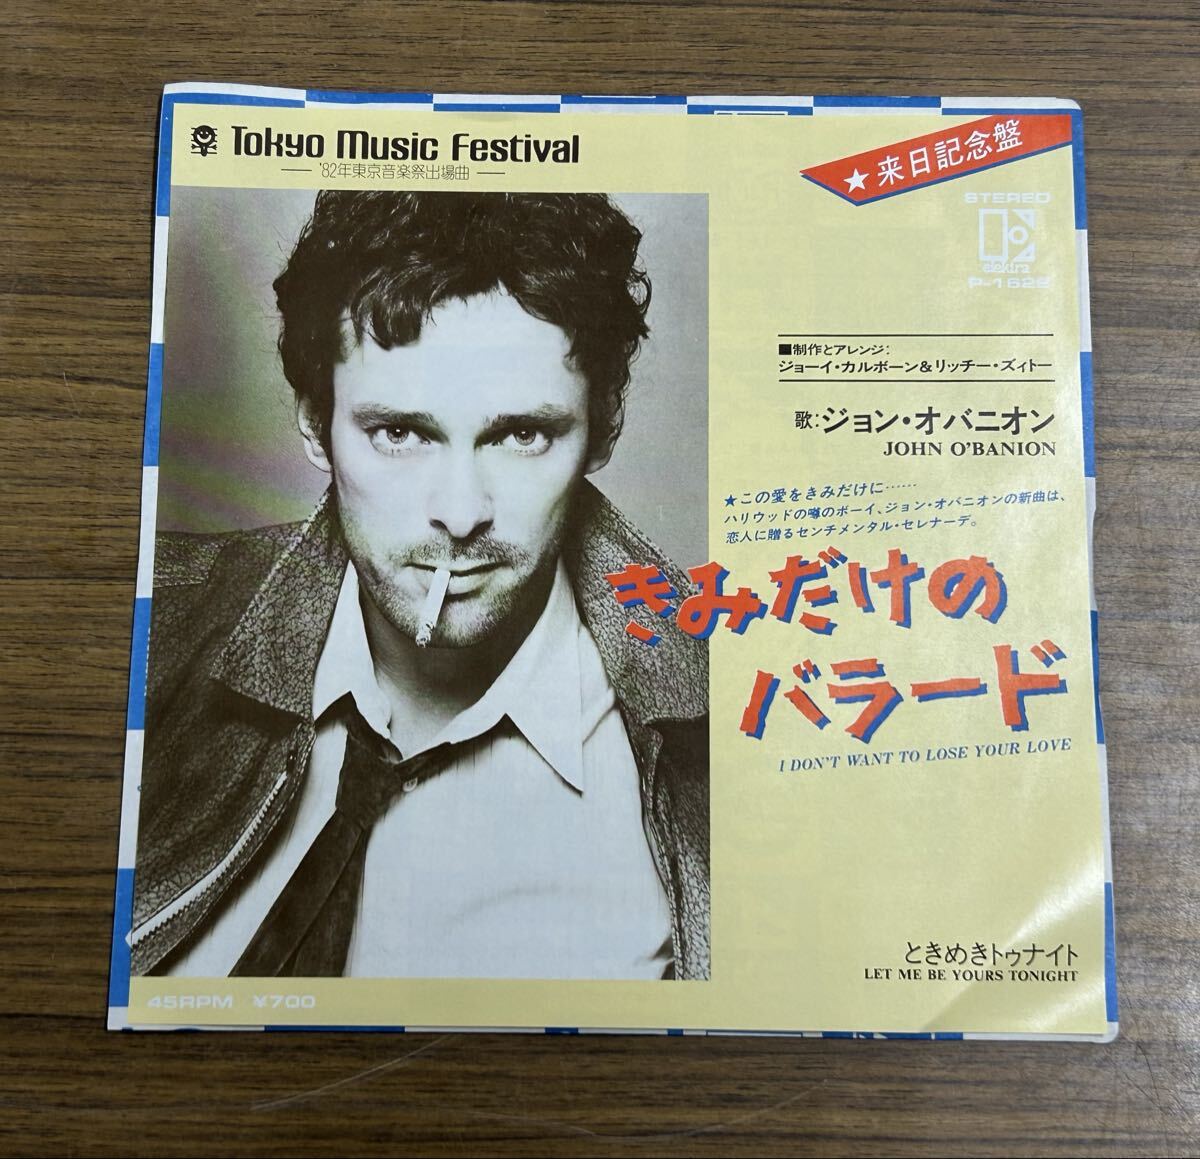 Tokyo Music Festival
'82年東京音楽祭出場曲
★来日記念盤
STEREO
elektra
P-1622
■制作とアレンジ:
ジョーイ・カルボーン&リッチー・ズィトー
歌:ジョン・オバニオン
JOHN O'BANION
★この愛をきみだけに……
ハリウッドの噂のボーイ、ジョン・オバニオンの新曲は、
恋人に贈るセンチメンタル・セレナーデ。
きみだけの
バラード
I DON'T WANT TO LOSE YOUR LOVE
ときめきトゥナイト
LET ME BE YOURS TONIGHT
45RPM ¥700